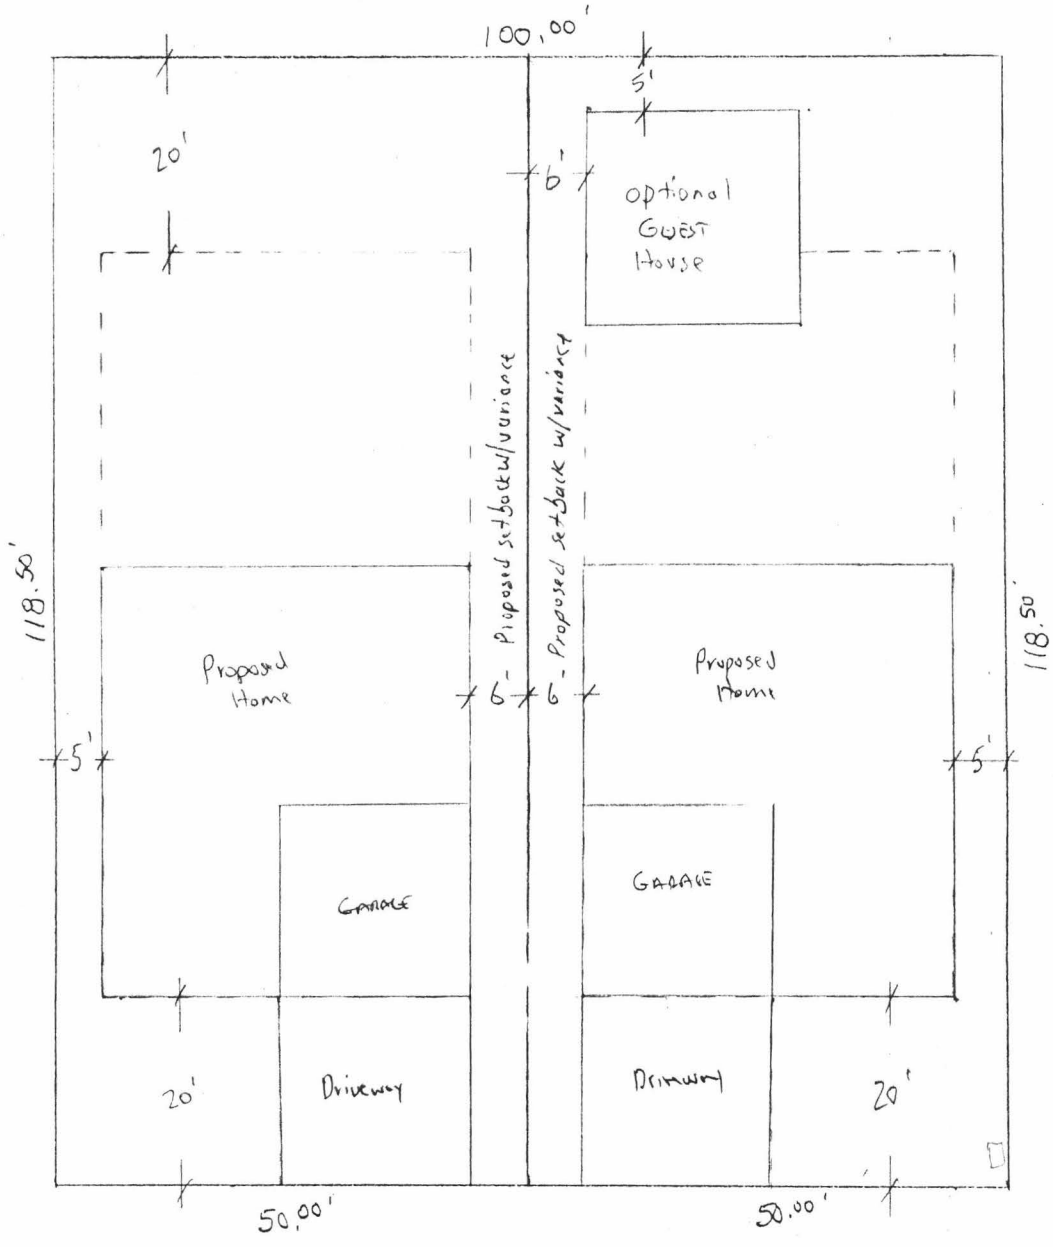 100.00'
5'
20'
6'
Optional
GUEST
House
Proposed setback w/variance
Proposed setback w/variance
118.50'
118.50'
Proposed
Home
Proposed
Home
6'
6'
5'
5'
GARAGE
GARAGE
20'
Driveway
Driveway
20'
50.00'
50.00'